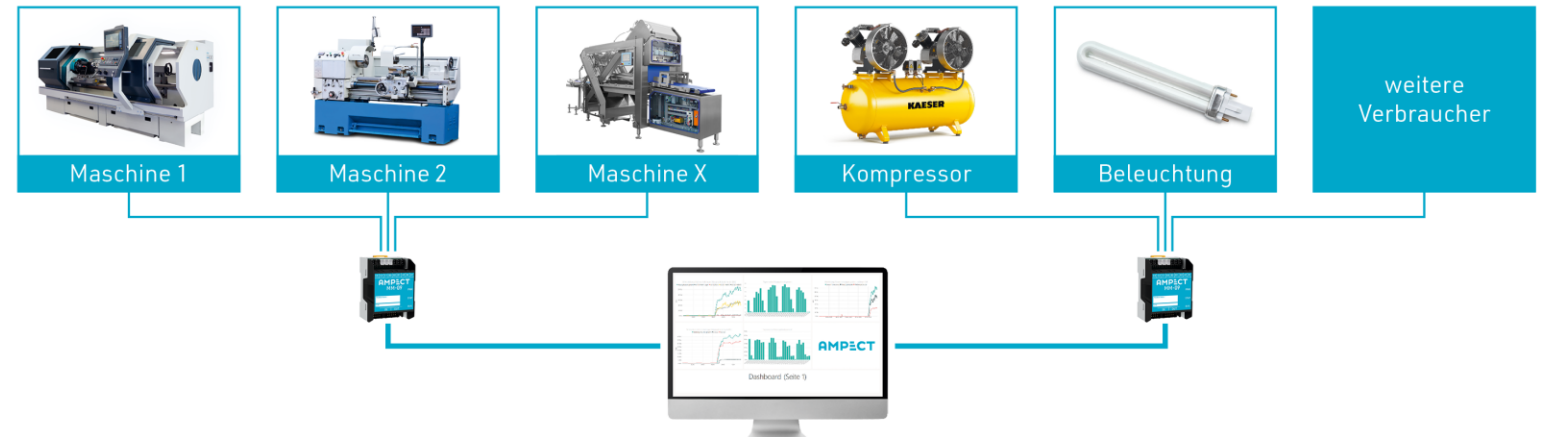 KAESER
Maschine 1
Maschine 2
Maschine X
Kompressor
Beleuchtung
weitere
Verbraucher
AMPECT
AMPECT
AMPECT
Dashboard (Seite 1)